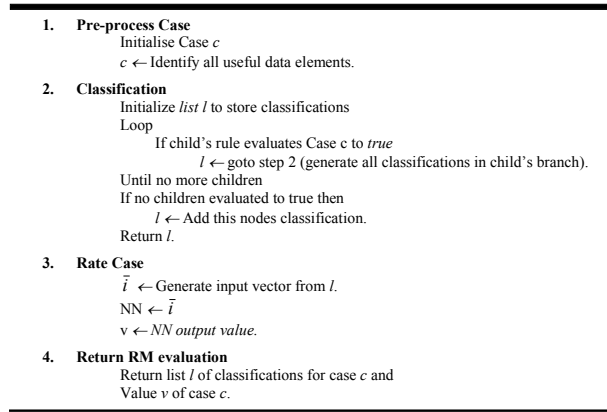 1. Pre-process Case
Initialise Case c
c ← Identify all useful data elements.
2. Classification
Initialize list l to store classifications
Loop
If child's rule evaluates Case c to true
l ← goto step 2 (generate all classifications in child's branch).
Until no more children
If no children evaluated to true then
l ← Add this nodes classification.
Return l.
3. Rate Case
i̅ ← Generate input vector from l.
NN ← i̅
v ← NN output value.
4. Return RM evaluation
Return list l of classifications for case c and
Value v of case c.